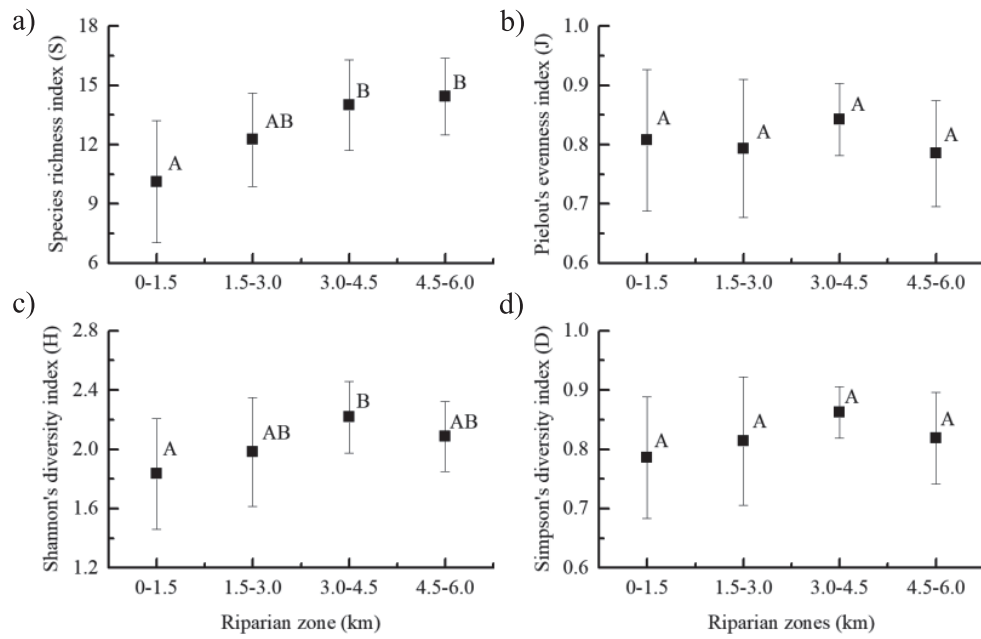 a)
Species richness index (S)
18
15
12
9
6
A
AB
B
B
0-1.5
1.5-3.0
3.0-4.5
4.5-6.0
b)
Pielou's evenness index (J)
1.0
0.9
0.8
0.7
0.6
A
A
A
A
0-1.5
1.5-3.0
3.0-4.5
4.5-6.0
c)
Shannon's diversity index (H)
2.8
2.4
2.0
1.6
1.2
A
AB
B
AB
0-1.5
1.5-3.0
3.0-4.5
4.5-6.0
Riparian zone (km)
d)
Simpson's diversity index (D)
1.0
0.9
0.8
0.7
0.6
A
A
A
A
0-1.5
1.5-3.0
3.0-4.5
4.5-6.0
Riparian zones (km)